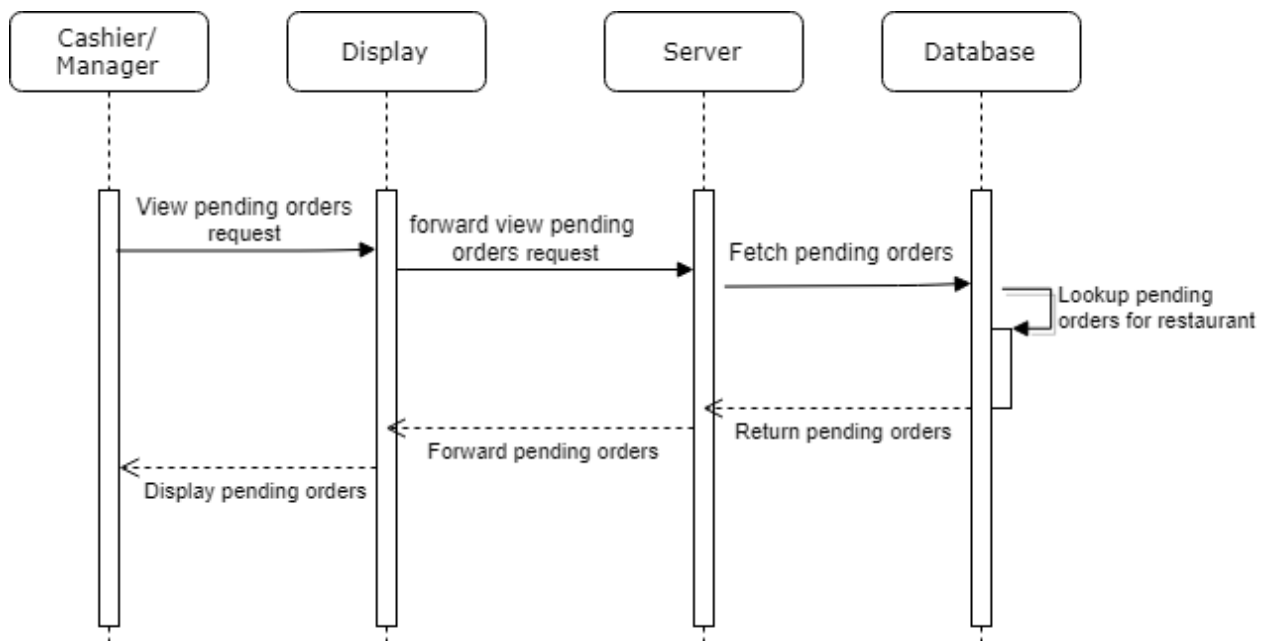 Cashier/
Manager
Display
Server
Database
View pending orders
request
forward view pending
orders request
Fetch pending orders
Lookup pending
orders for restaurant
Return pending orders
Forward pending orders
Display pending orders